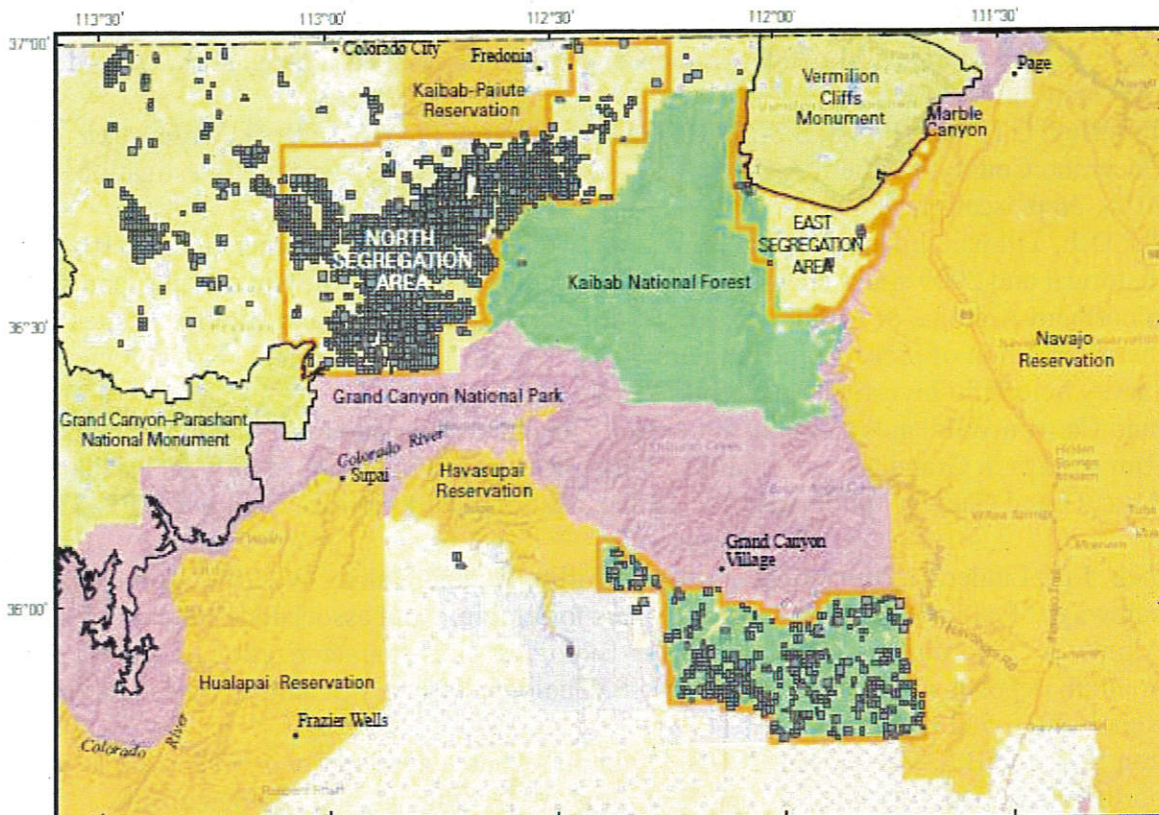 113°30'
113°00'
112°30'
112°00'
111°30'
37°00'
Colorado City
Fredonia
Page
Kaibab-Paiute
Reservation
Vermilion
Cliffs
Monument
Marble
Canyon
NORTH
SEGREGATION
AREA
EAST
SEGREGATION
AREA
Kaibab National Forest
36°30'
Navajo
Reservation
Grand Canyon National Park
Grand Canyon–Parashant
National Monument
Colorado River
Supai
Havasupai
Reservation
Grand Canyon
Village
35°00'
Hualapai Reservation
Frazier Wells
Colorado River
89